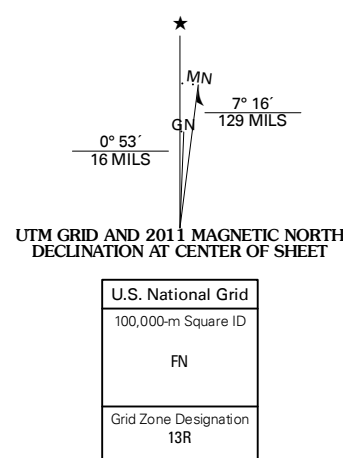 ★
MN
7° 16´
129 MILS
GN
0° 53´
16 MILS
UTM GRID AND 2011 MAGNETIC NORTH
DECLINATION AT CENTER OF SHEET
U.S. National Grid
100,000-m Square ID
FN
Grid Zone Designation
13R